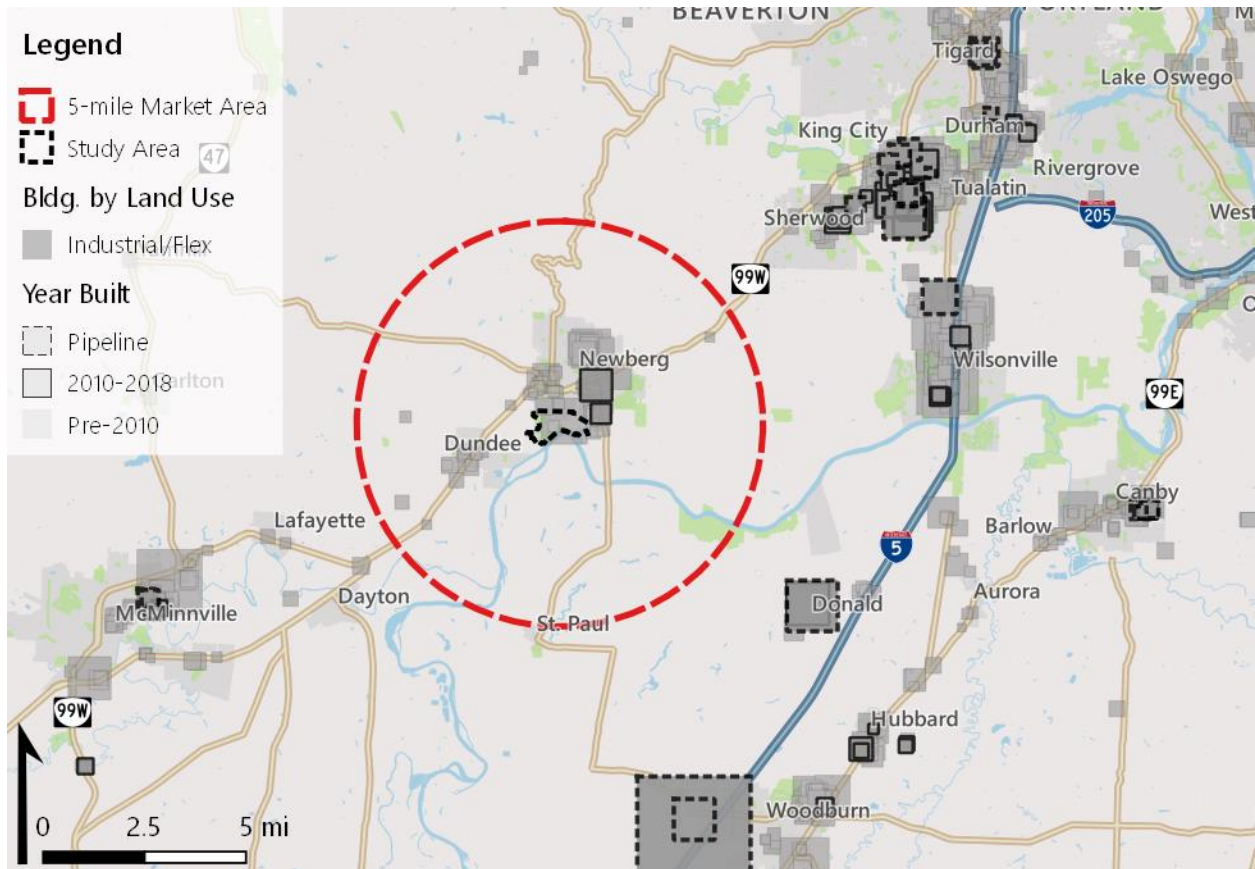 BEAVERTON
PORTLAND
Legend
5-mile Market Area
Study Area
Bldg. by Land Use
Industrial/Flex
Year Built
Pipeline
2010-2018
Pre-2010
47
Carlton
Tigard
Lake Oswego
King City
Durham
Rivergrove
Tualatin
Sherwood
West
205
99W
Newberg
Wilsonville
99E
Dundee
Canby
Lafayette
Barlow
5
Aurora
McMinnville
Dayton
Donald
St. Paul
99W
Hubbard
Woodburn
0 2.5 5 mi